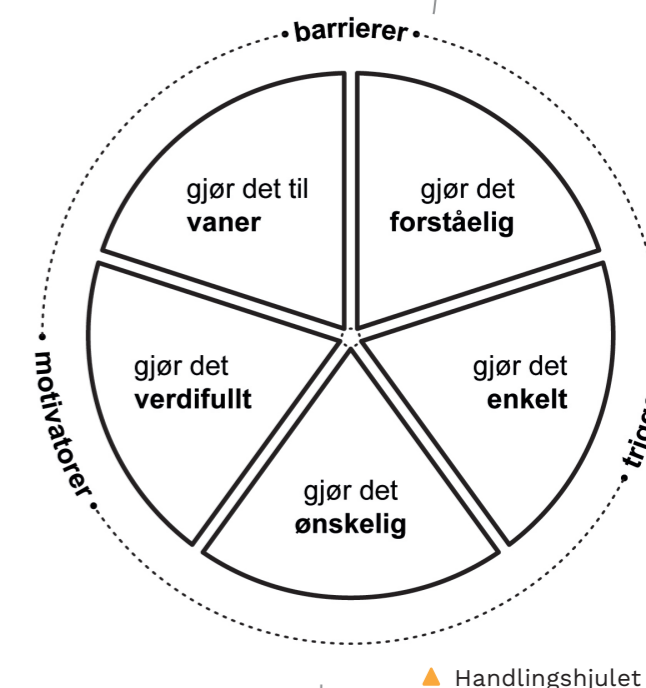 barrierer
gjør det til
vaner
gjør det
forståelig
gjør det
verdifullt
gjør det
enkelt
gjør det
ønskelig
motivatorer
Handlingshjulet